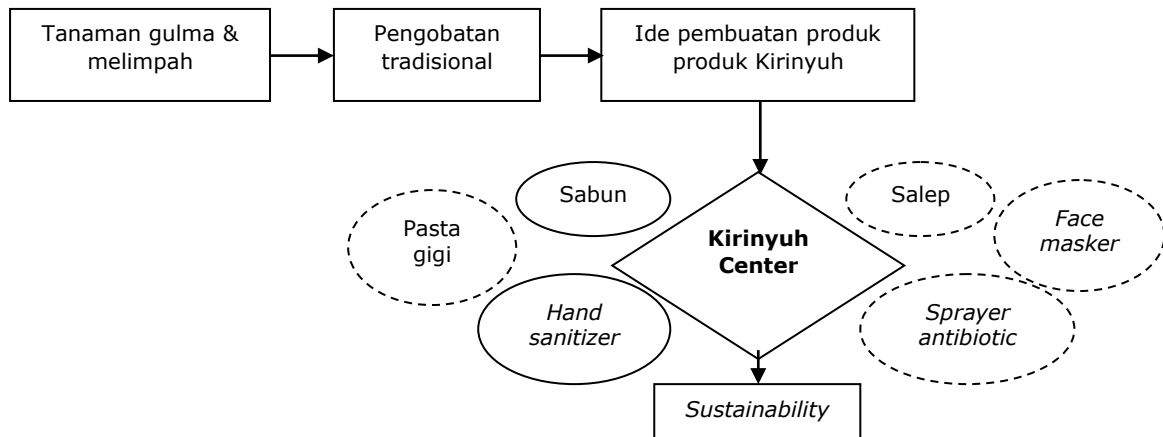 Tanaman gulma &
melimpah
Pengobatan
tradisional
Ide pembuatan produk
produk Kirinyuh
Sabun
Salep
Pasta
gigi
Face
masker
Kirinyuh
Center
Hand
sanitizer
Sprayer
antibiotic
Sustainability